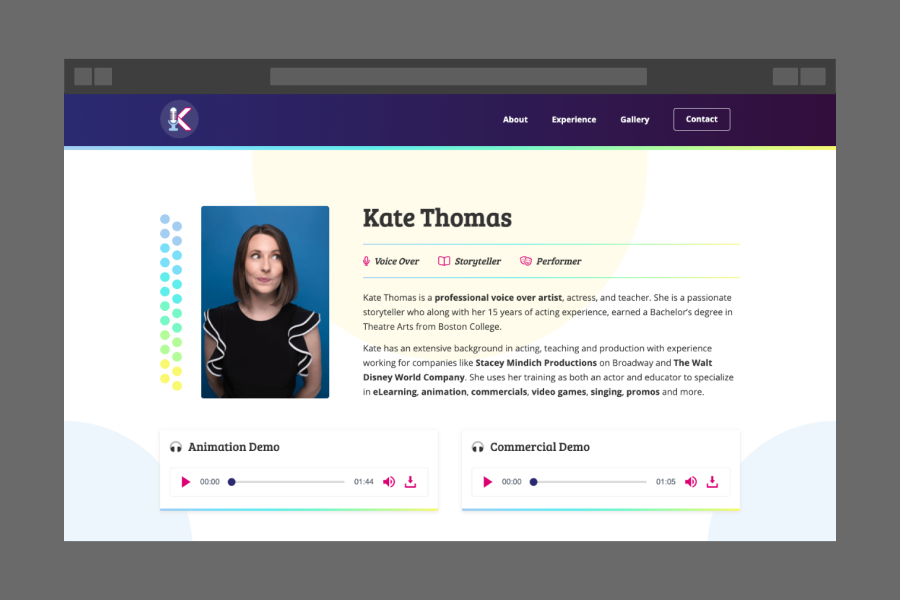 K
About Experience Gallery Contact
Kate Thomas
Voice Over Storyteller Performer
Kate Thomas is a professional voice over artist, actress, and teacher. She is a passionate
storyteller who along with her 15 years of acting experience, earned a Bachelor's degree in
Theatre Arts from Boston College.
Kate has an extensive background in acting, teaching and production with experience
working for companies like Stacey Mindich Productions on Broadway and The Walt
Disney World Company. She uses her training as both an actor and educator to specialize
in eLearning, animation, commercials, video games, singing, promos and more.
Animation Demo
00:00 01:44
Commercial Demo
00:00 01:05